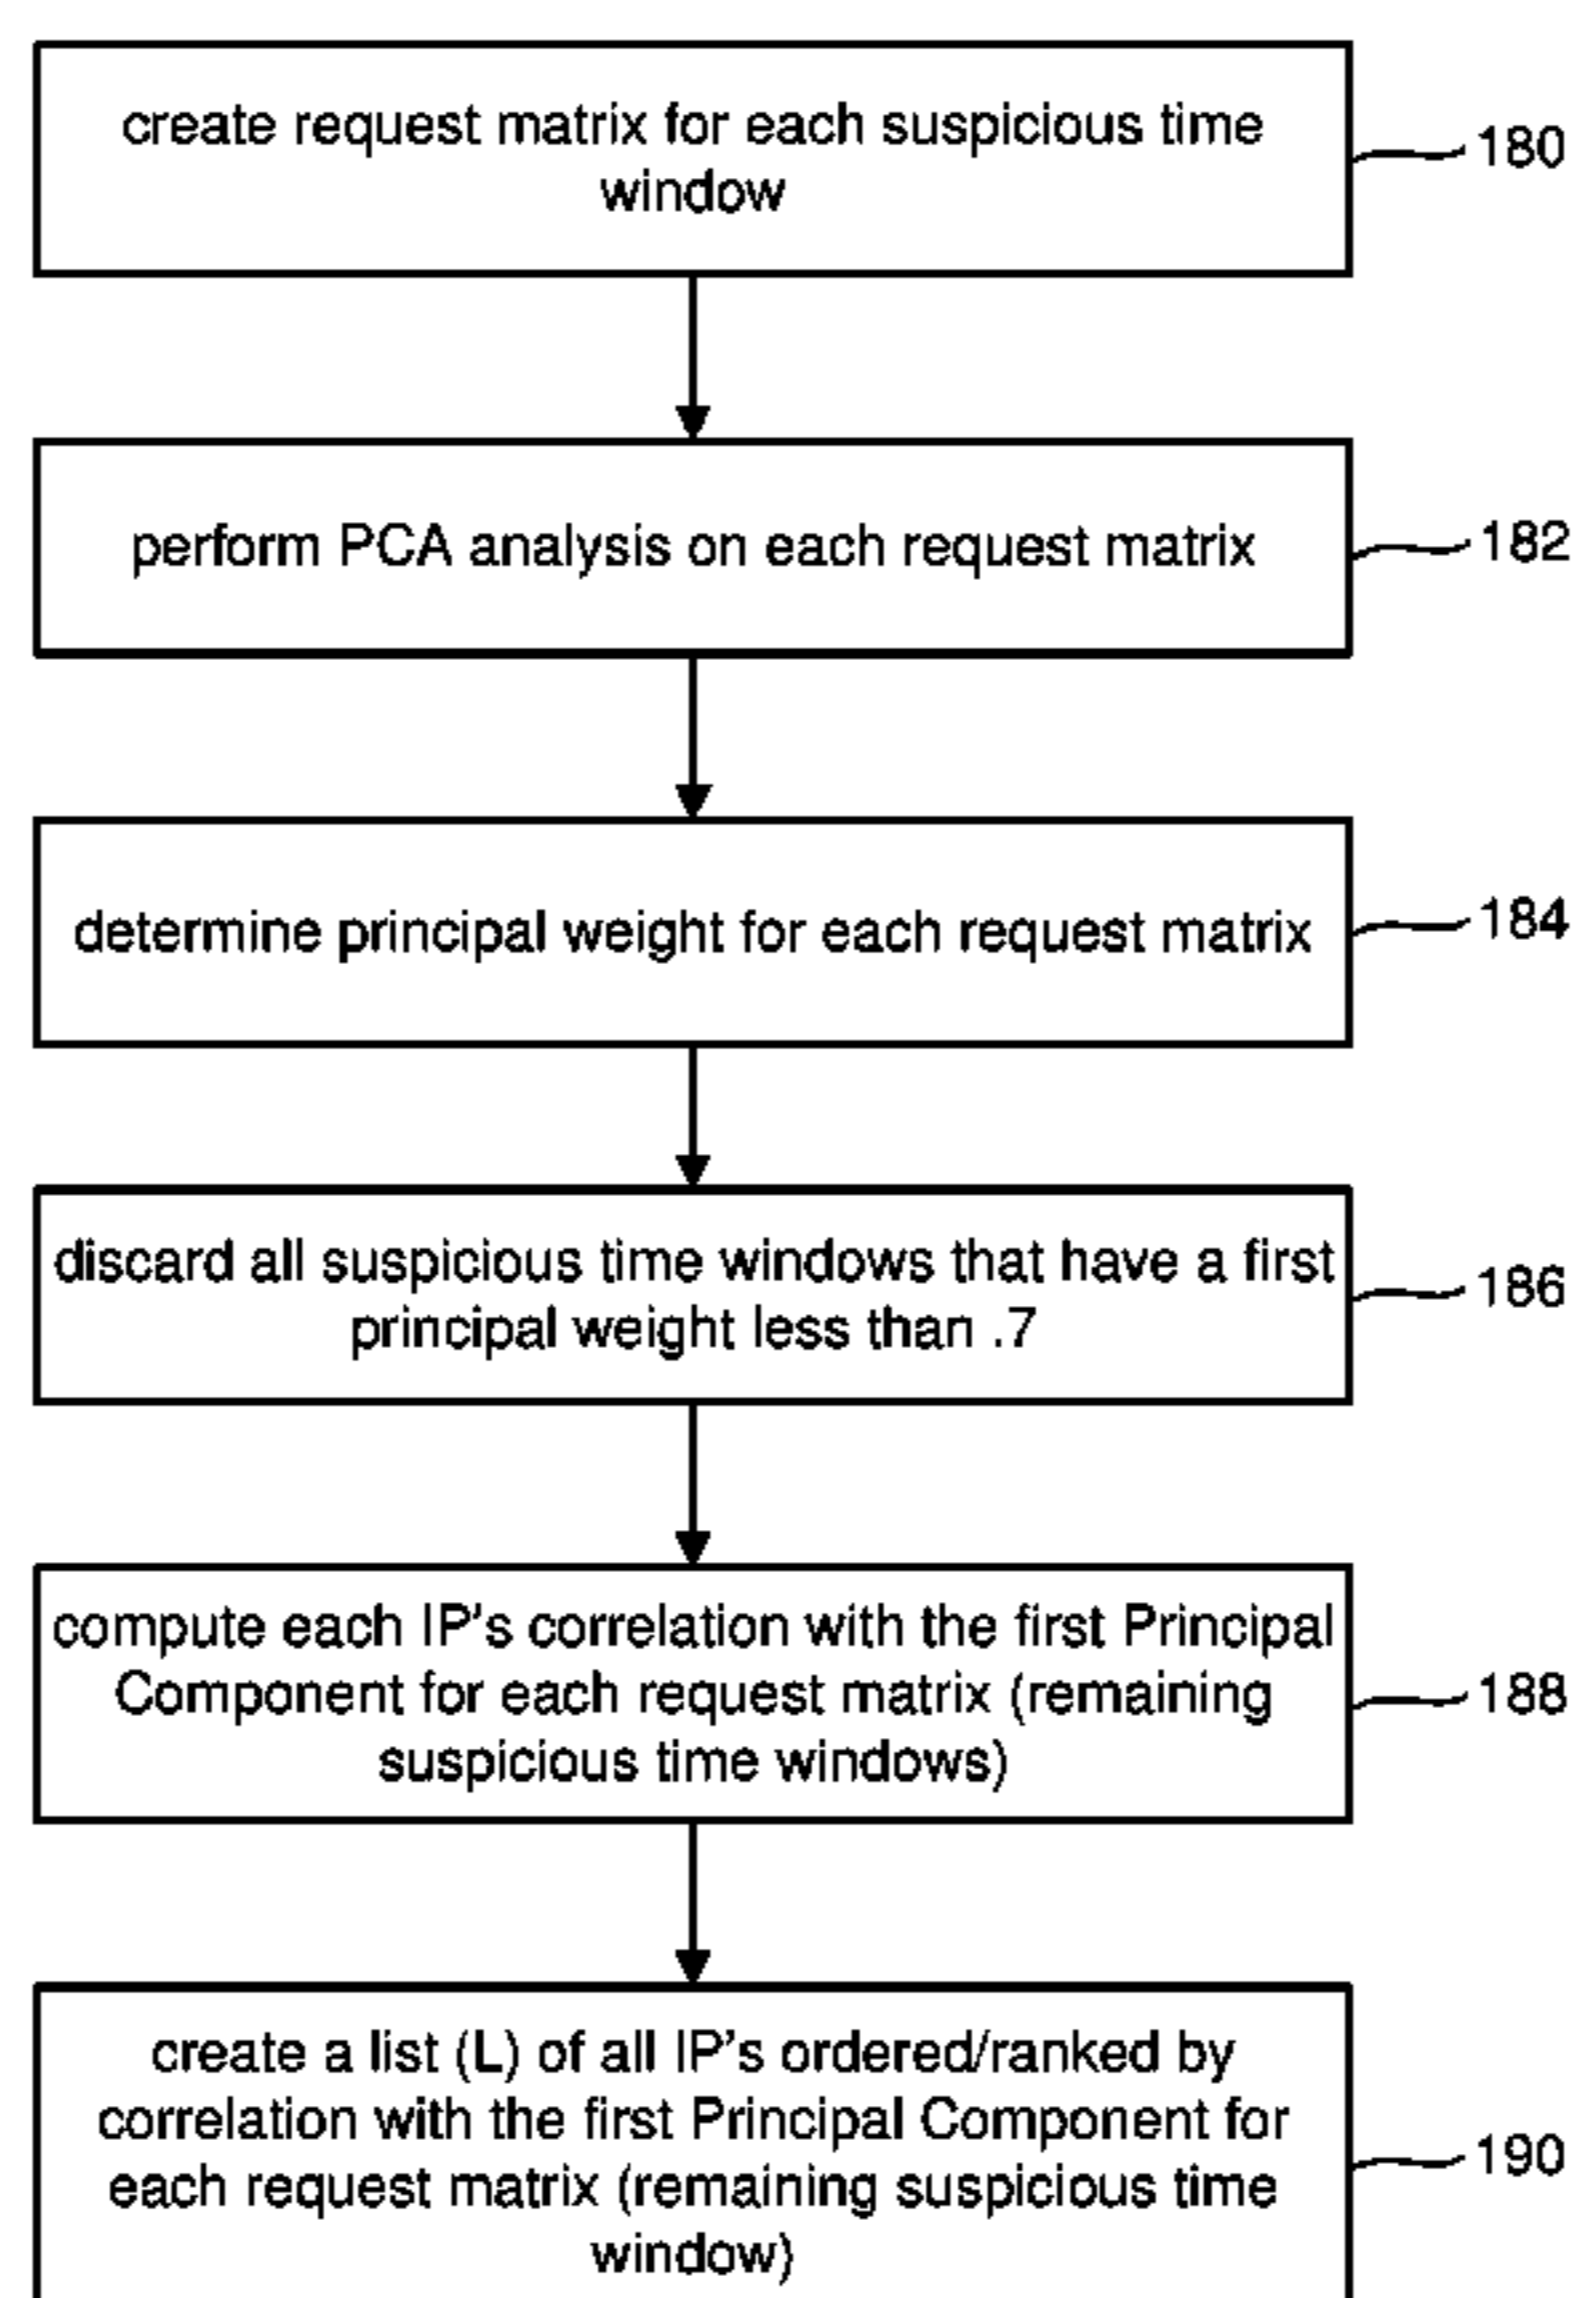 create request matrix for each suspicious time
window
180
perform PCA analysis on each request matrix
182
determine principal weight for each request matrix
184
discard all suspicious time windows that have a first
principal weight less than .7
186
compute each IP's correlation with the first Principal
Component for each request matrix (remaining
suspicious time windows)
188
create a list (L) of all IP's ordered/ranked by
correlation with the first Principal Component for
each request matrix (remaining suspicious time
window)
190